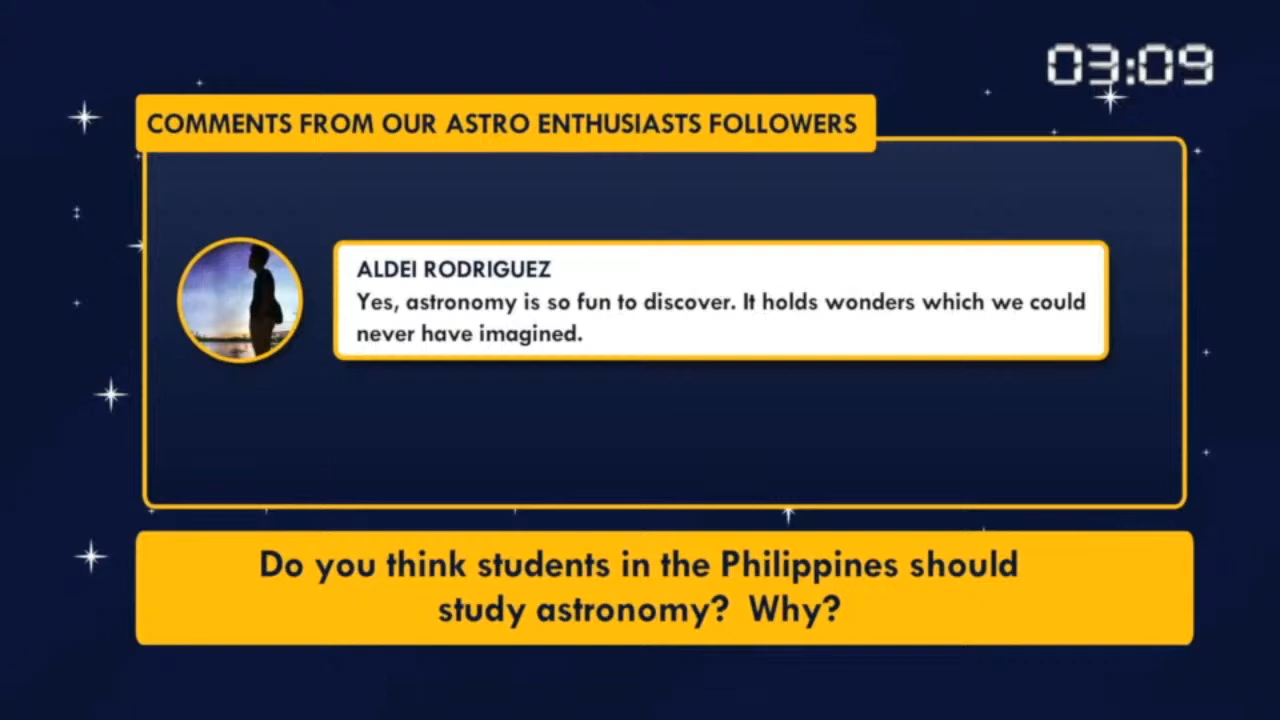 03:09
COMMENTS FROM OUR ASTRO ENTHUSIASTS FOLLOWERS
ALDEI RODRIGUEZ
Yes, astronomy is so fun to discover. It holds wonders which we could
never have imagined.
Do you think students in the Philippines should
study astronomy? Why?